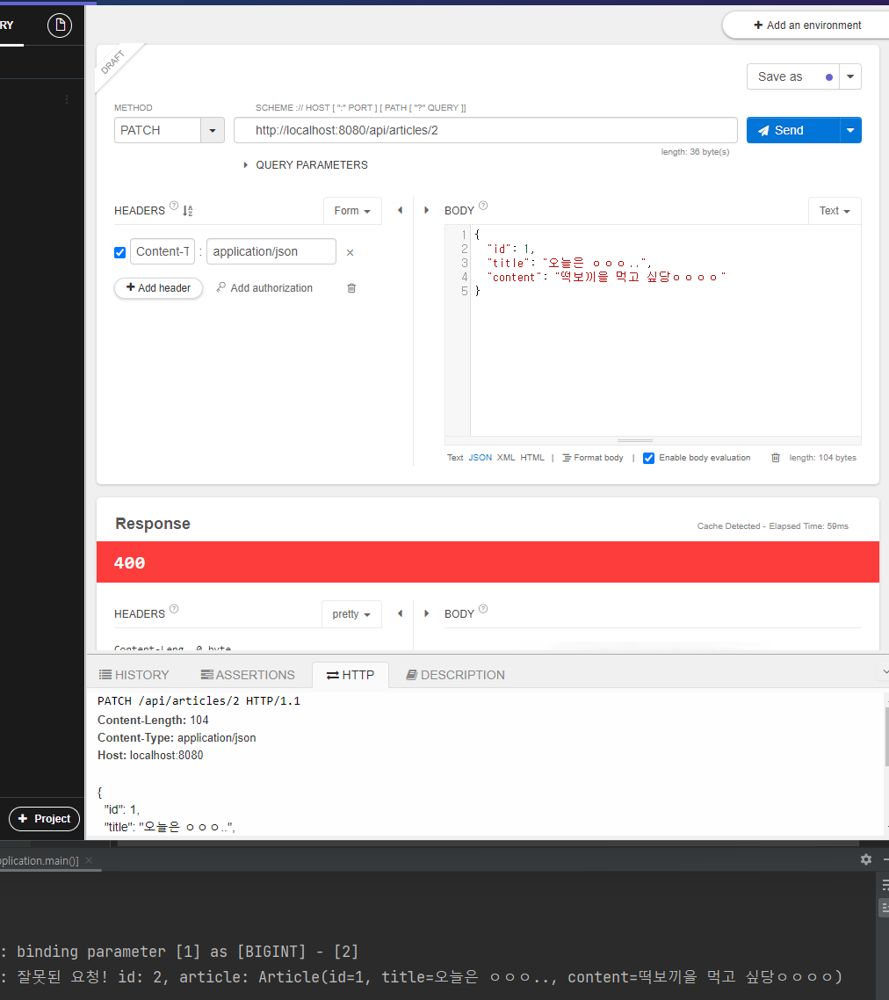 RY
Add an environment
DRAFT
Save as
METHOD
SCHEME :// HOST [ ":" PORT ] [ PATH [ "?" QUERY ]]
PATCH
http://localhost:8080/api/articles/2
Send
length: 36 byte(s)
QUERY PARAMETERS
HEADERS
Form
BODY
Text
Content-T : application/json
Add header
Add authorization
1 {
2 "id": 1,
3 "title": "오늘은 ㅇㅇㅇ..",
4 "content": "떡보끼을 먹고 싶당ㅇㅇㅇㅇ"
5 }
Text JSON XML HTML | Format body | Enable body evaluation length: 104 bytes
Response
Cache Detected - Elapsed Time: 59ms
400
HEADERS
pretty
BODY
Content-Leng… 0 byte
HISTORY
ASSERTIONS
HTTP
DESCRIPTION
PATCH /api/articles/2 HTTP/1.1
Content-Length: 104
Content-Type: application/json
Host: localhost:8080
{
"id": 1,
"title": "오늘은 ㅇㅇㅇ..",
Project
pplication.main()]
: binding parameter [1] as [BIGINT] - [2]
: 잘못된 요청! id: 2, article: Article(id=1, title=오늘은 ㅇㅇㅇ.., content=떡보끼을 먹고 싶당ㅇㅇㅇㅇ)